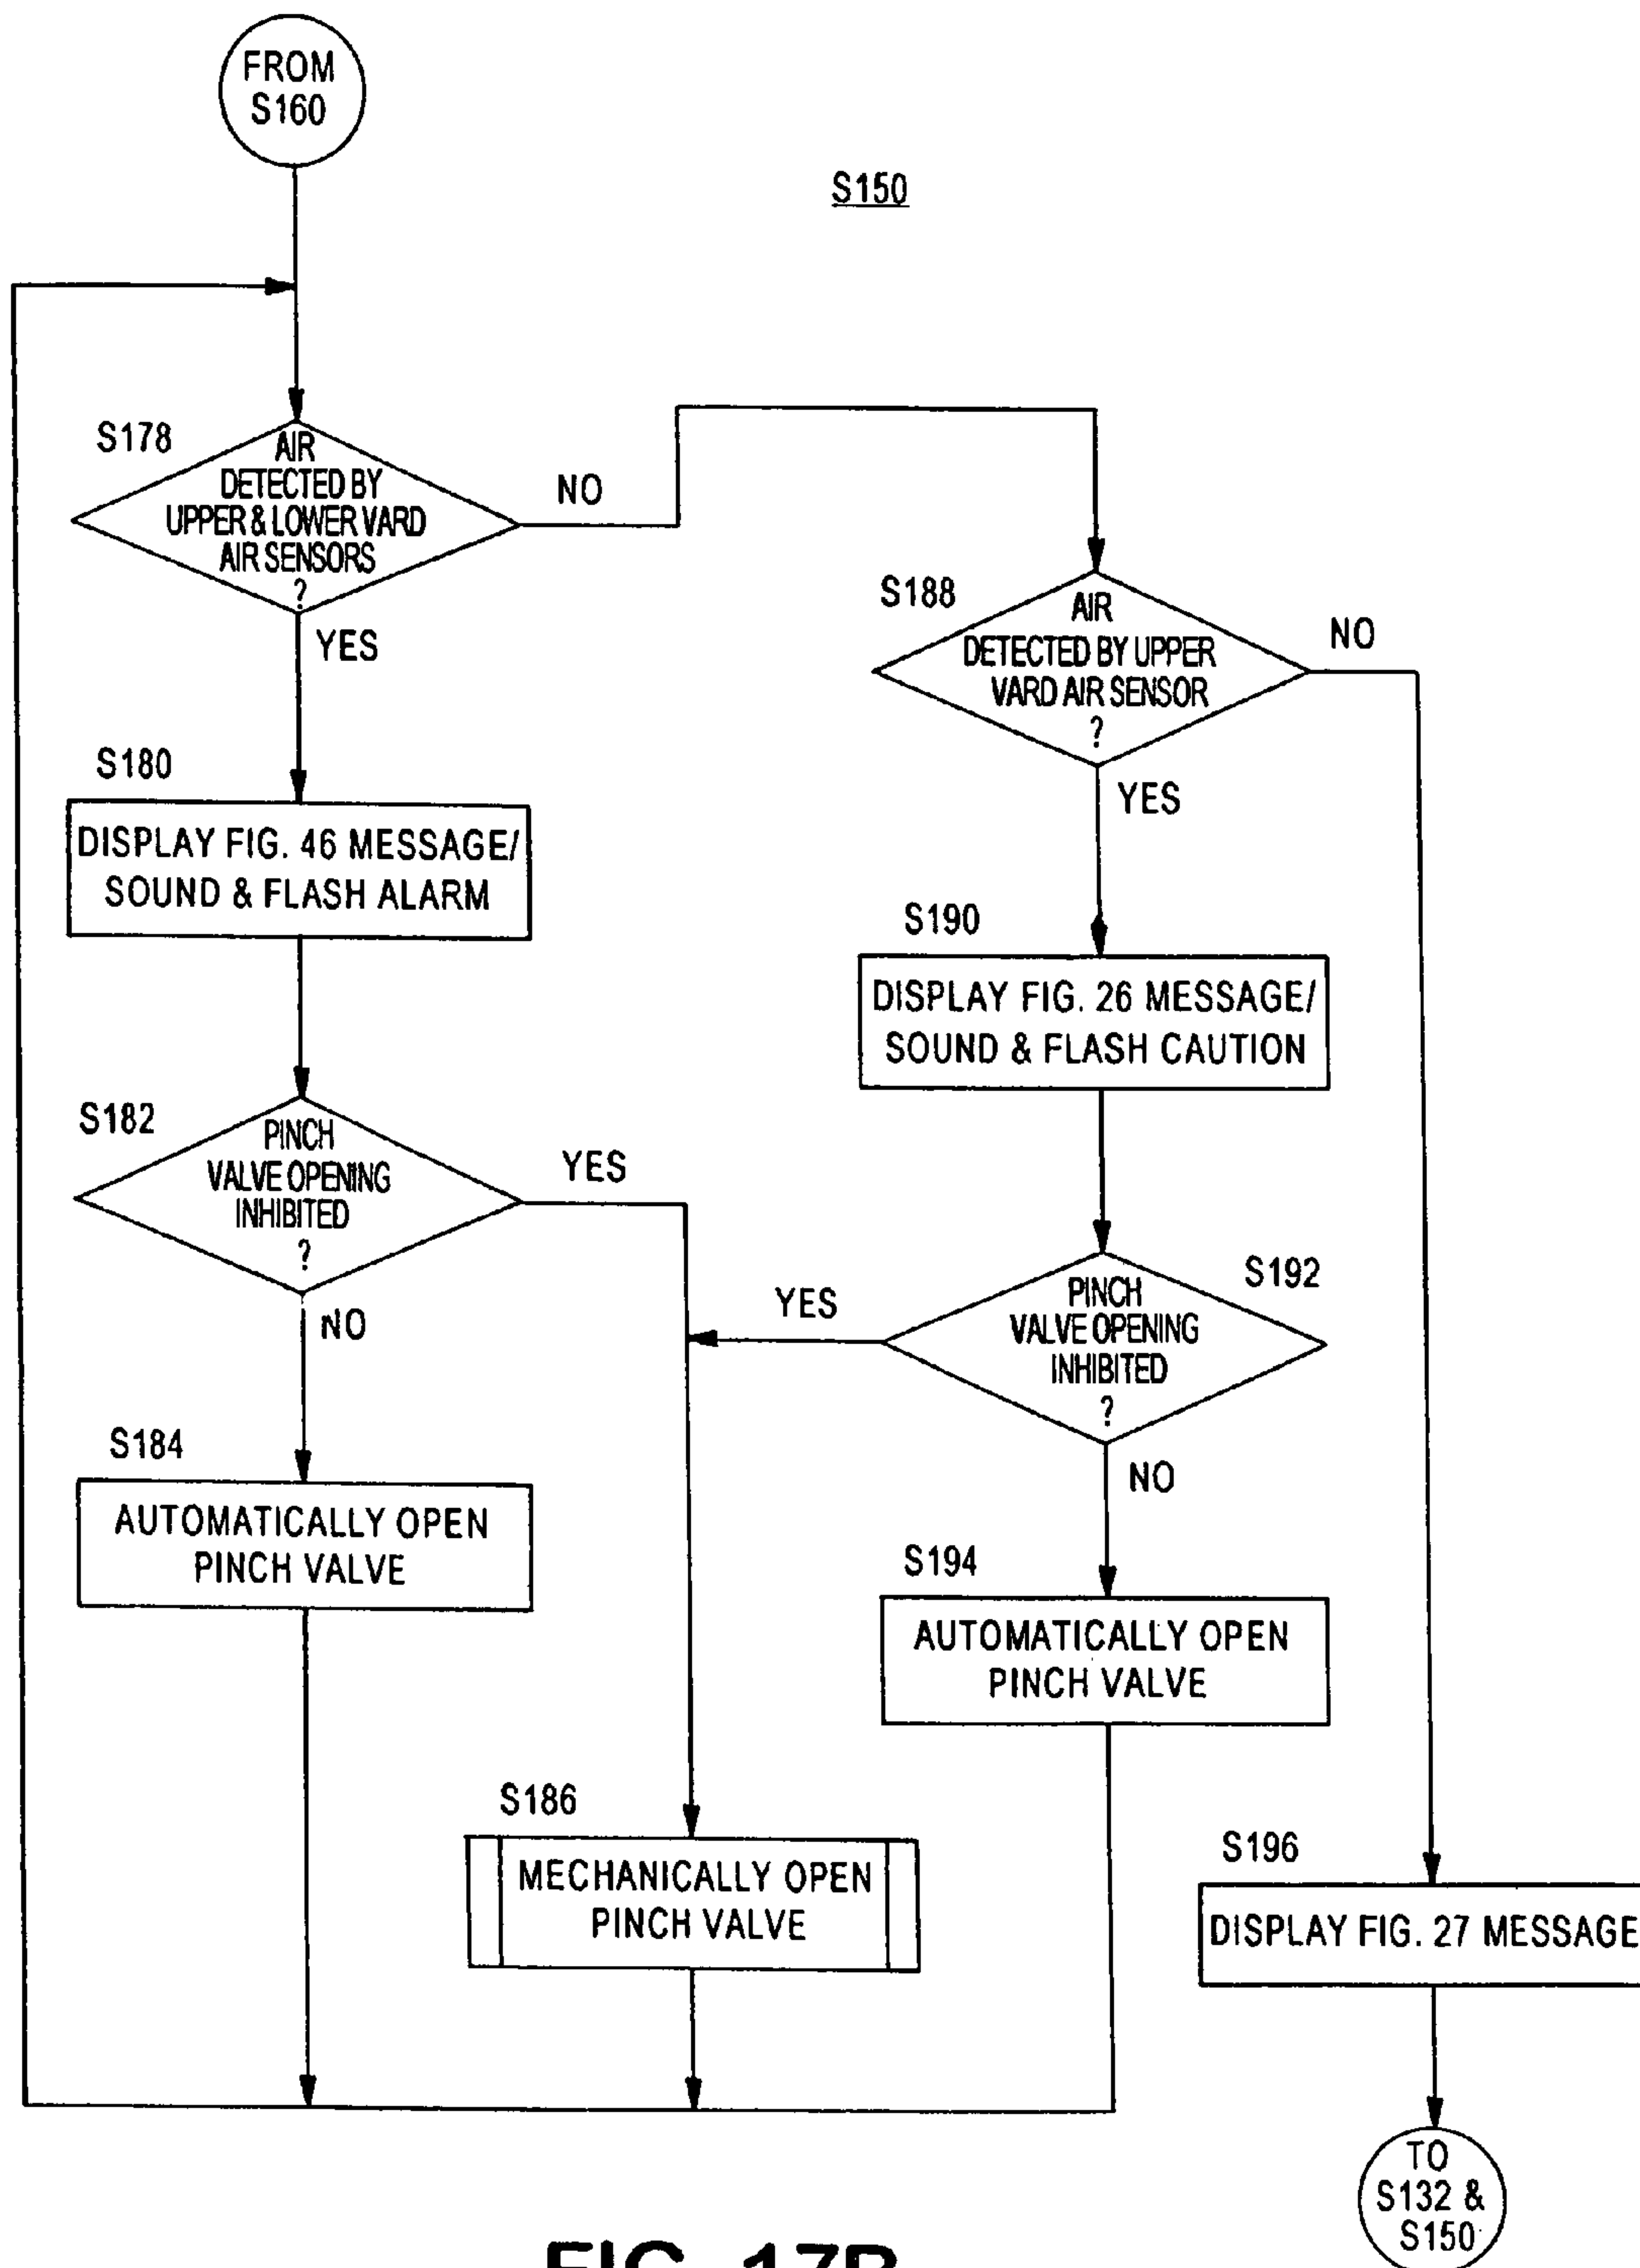 FROM
S160
S150
S178
AIR
DETECTED BY
UPPER & LOWER VARD
AIR SENSORS
?
NO
YES
S188
AIR
DETECTED BY UPPER
VARD AIR SENSOR
?
NO
YES
S180
DISPLAY FIG. 46 MESSAGE/
SOUND & FLASH ALARM
S190
DISPLAY FIG. 26 MESSAGE/
SOUND & FLASH CAUTION
S182
PINCH
VALVE OPENING
INHIBITED
?
YES
NO
S192
PINCH
VALVE OPENING
INHIBITED
?
YES
NO
S184
AUTOMATICALLY OPEN
PINCH VALVE
S194
AUTOMATICALLY OPEN
PINCH VALVE
S186
MECHANICALLY OPEN
PINCH VALVE
S196
DISPLAY FIG. 27 MESSAGE
TO
S132 &
S150
FIG. 17B